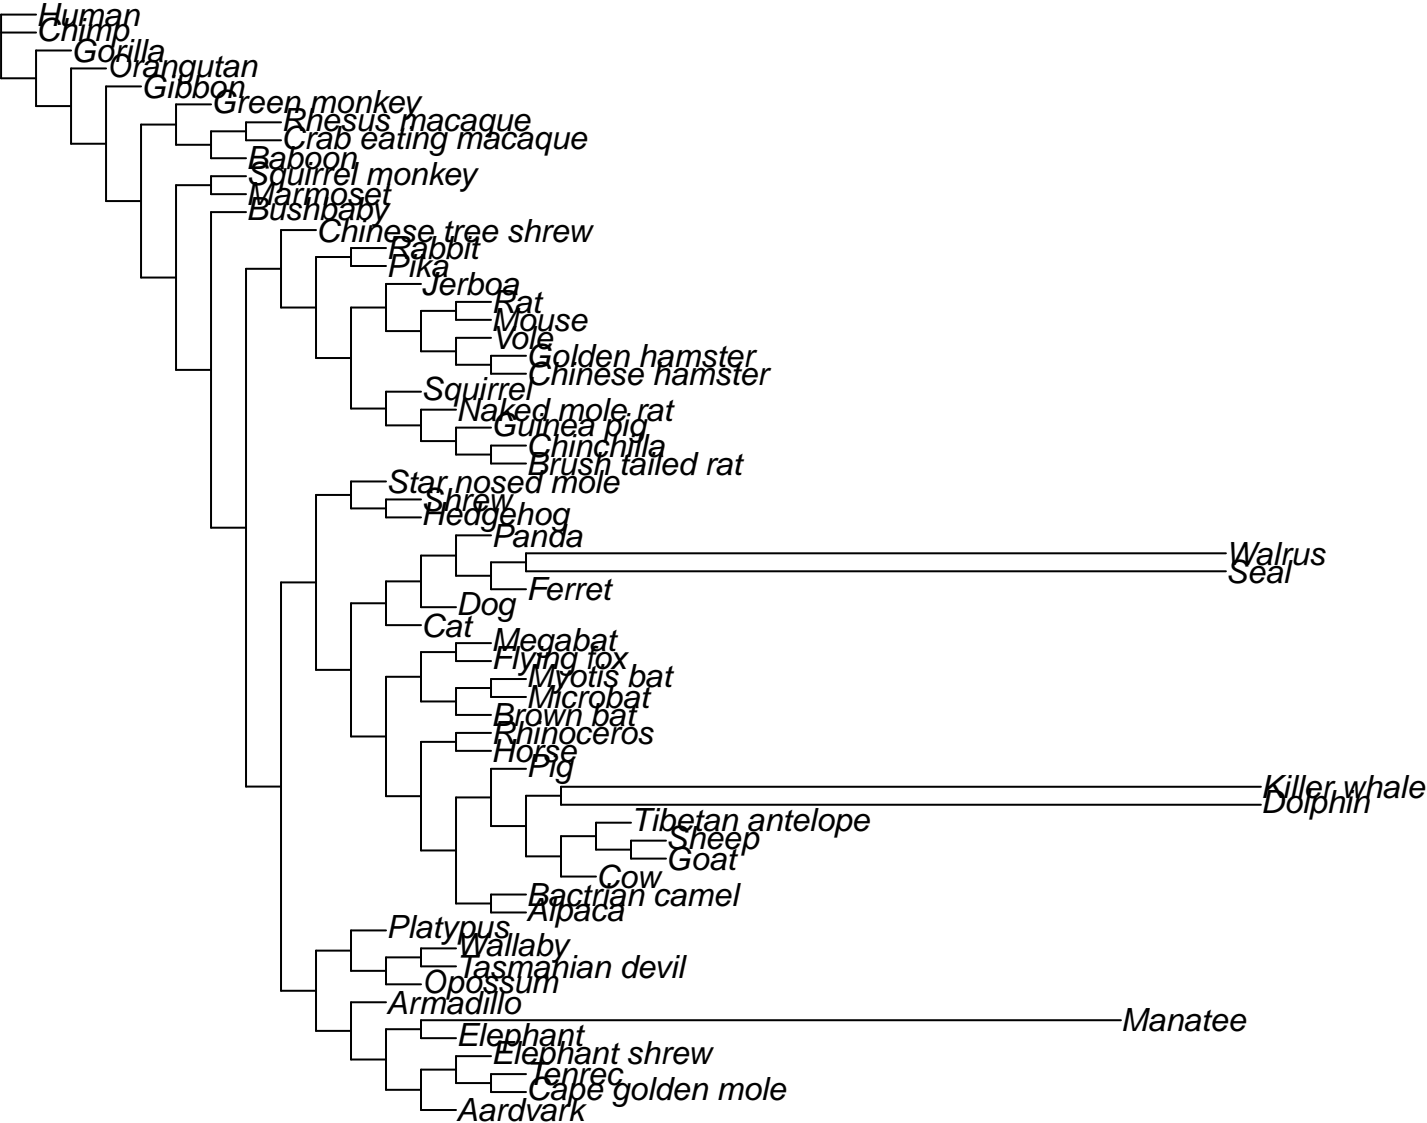 Human
Chimp
Gorilla
Orangutan
Gibbon
Green monkey
Rhesus macaque
Crab eating macaque
Baboon
Squirrel monkey
Marmoset
Bushbaby
Chinese tree shrew
Rabbit
Pika
Jerboa
Rat
Mouse
Vole
Golden hamster
Chinese hamster
Squirrel
Naked mole rat
Guinea pig
Chinchilla
Brush tailed rat
Star nosed mole
Shrew
Hedgehog
Panda
Walrus
Seal
Ferret
Dog
Cat
Megabat
Flying fox
Myotis bat
Microbat
Brown bat
Rhinoceros
Horse
Pig
Killer whale
Dolphin
Tibetan antelope
Sheep
Goat
Cow
Bactrian camel
Alpaca
Platypus
Wallaby
Tasmanian devil
Opossum
Armadillo
Manatee
Elephant
Elephant shrew
Tenrec
Cape golden mole
Aardvark